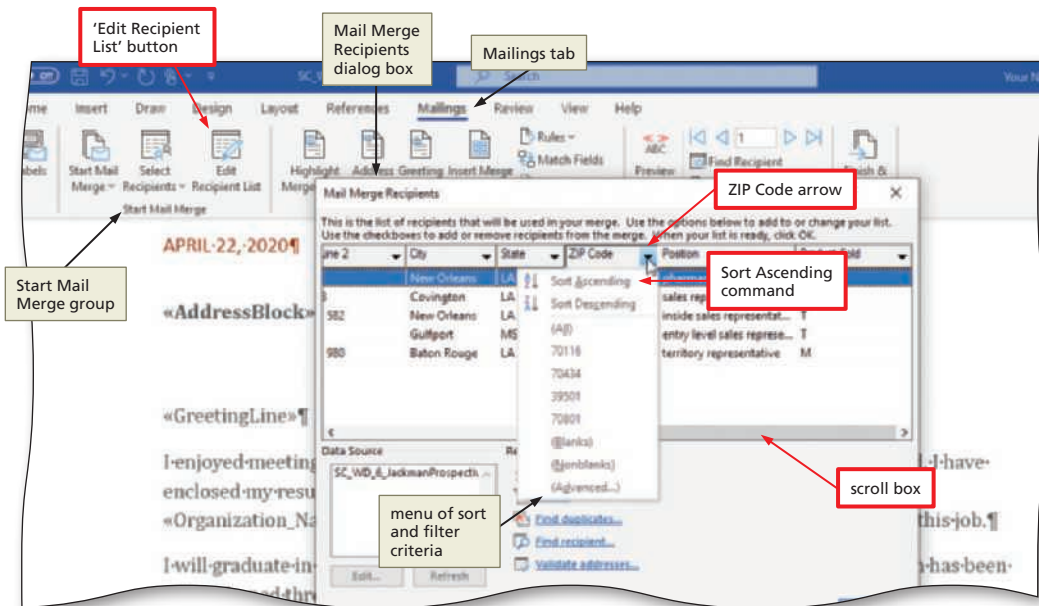 'Edit Recipient
List' button
Mail Merge
Recipients
dialog box
Mailings tab
Off
Search
Your N
Insert Draw Design Layout References Mailings Review View Help
Start Mail
Merge
Select
Recipients
Edit
Recipient List
Highlight
Merge
Address
Greeting
Insert Merge
Rules
Match Fields
Preview
ABC
1
Find Recipient
Start Mail Merge
Mail Merge Recipients
ZIP Code arrow
This is the list of recipients that will be used in your merge. Use the options below to add to or change your list.
Use the checkboxes to add or remove recipients from the merge. When your list is ready, click OK.
City State ZIP Code Position
New Orleans LA
Covington LA sales rep
582 New Orleans LA inside sales representat... T
Gulfport MS entry level sales represe... T
980 Baton Rouge LA territory representative M
Sort Ascending
Sort Descending
(All)
70116
70434
39501
70801
(Blanks)
(Nonblanks)
(Advanced...)
Sort Ascending
command
Start Mail
Merge group
APRIL·22,·2020¶
«AddressBlock»
«GreetingLine»¶
I·enjoyed·meeting
enclosed·my·resu
«Organization_Na
I·will·graduate·in·
Data Source
SC_WD_6_JackmanProspectiv
Edit...
Refresh
menu of sort
and filter
criteria
Find duplicates...
Find recipient...
Validate addresses...
scroll box
I·have·
this·job.¶
has·been·